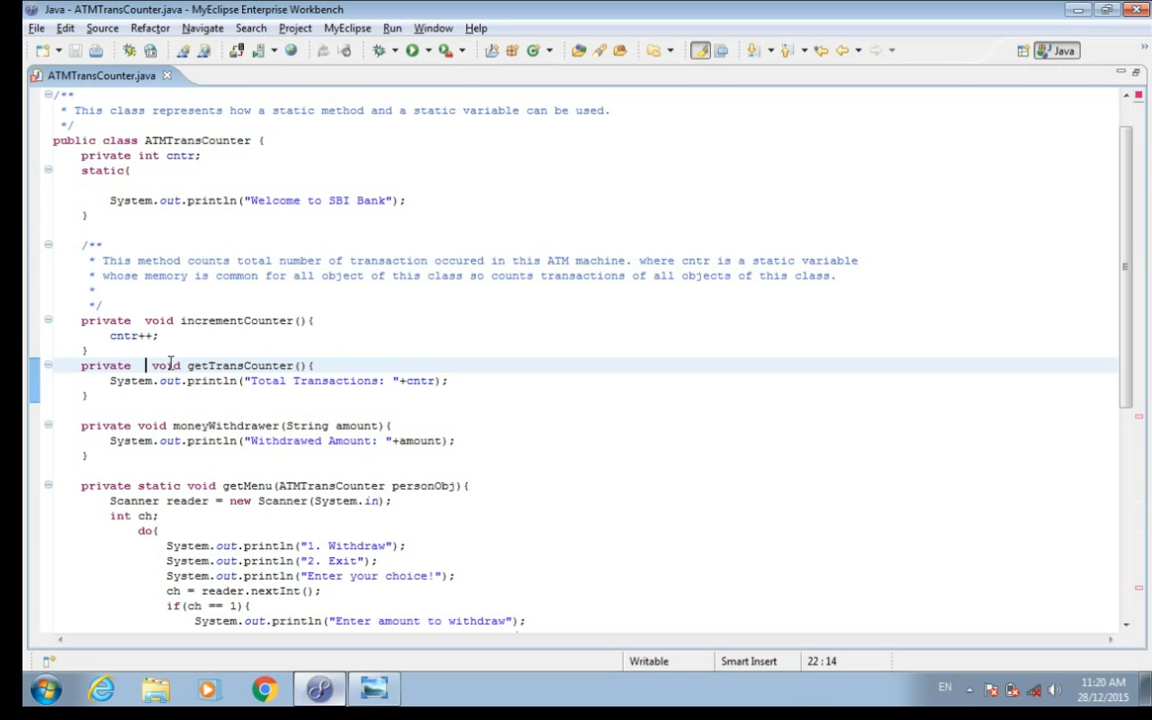 Java - ATMTransCounter.java - MyEclipse Enterprise Workbench
File Edit Source Refactor Navigate Search Project MyEclipse Run Window Help
Java
ATMTransCounter.java
/**
* This class represents how a static method and a static variable can be used.
*/
public class ATMTransCounter {
private int cntr;
static{
System.out.println("Welcome to SBI Bank");
}
/**
* This method counts total number of transaction occured in this ATM machine. where cntr is a static variable
* whose memory is common for all object of this class so counts transactions of all objects of this class.
*
*/
private  void incrementCounter(){
cntr++;
}
private   void getTransCounter(){
System.out.println("Total Transactions: "+cntr);
}
private void moneyWithdrawer(String amount){
System.out.println("Withdrawed Amount: "+amount);
}
private static void getMenu(ATMTransCounter personObj){
Scanner reader = new Scanner(System.in);
int ch;
do{
System.out.println("1. Withdraw");
System.out.println("2. Exit");
System.out.println("Enter your choice!");
ch = reader.nextInt();
if(ch == 1){
System.out.println("Enter amount to withdraw");
Writable Smart Insert 22 : 14
EN 11:20 AM
28/12/2015